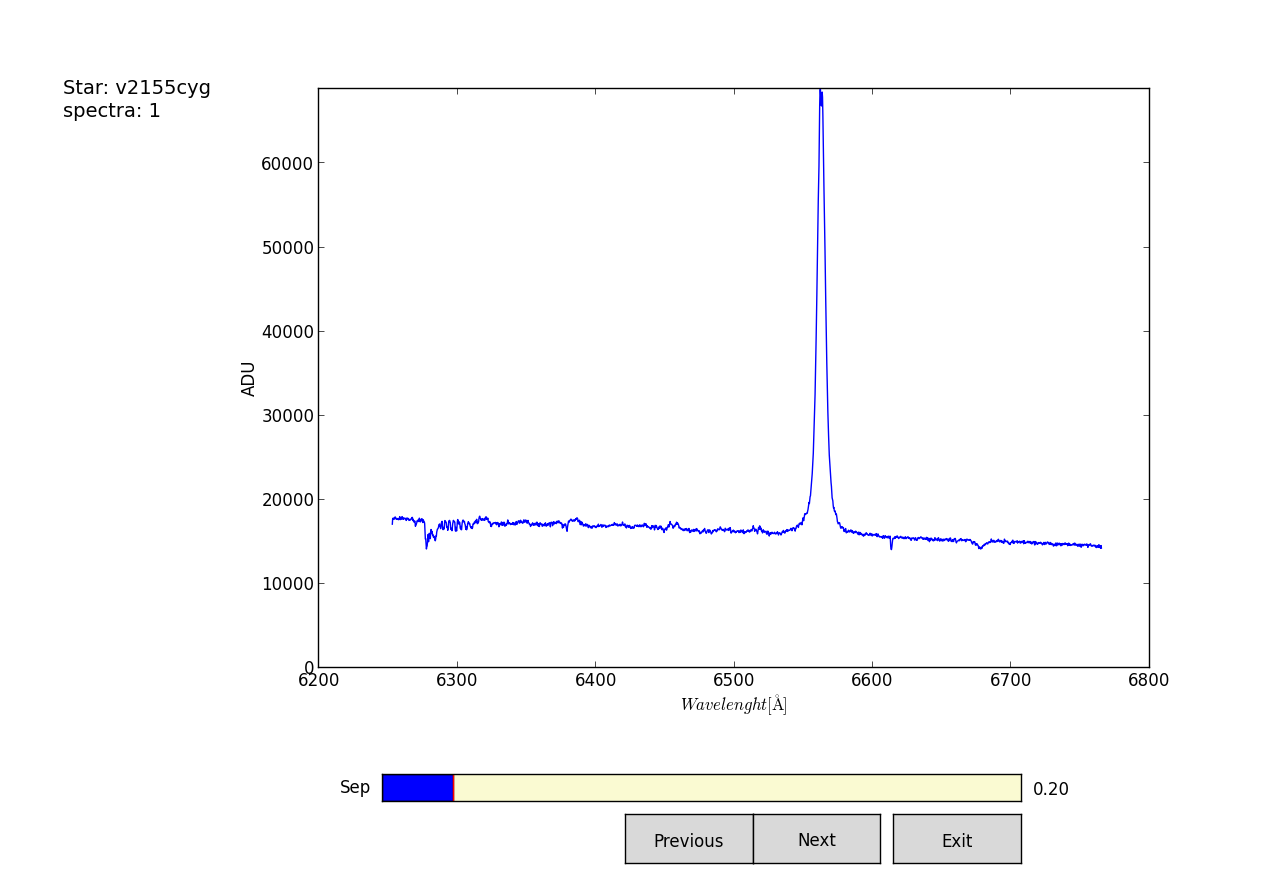 Star: v2155cyg
spectra: 1
60000
50000
40000
30000
20000
10000
0
ADU
6200 6300 6400 6500 6600 6700 6800
Wavelenght[Å]
Sep 0.20
Previous Next Exit